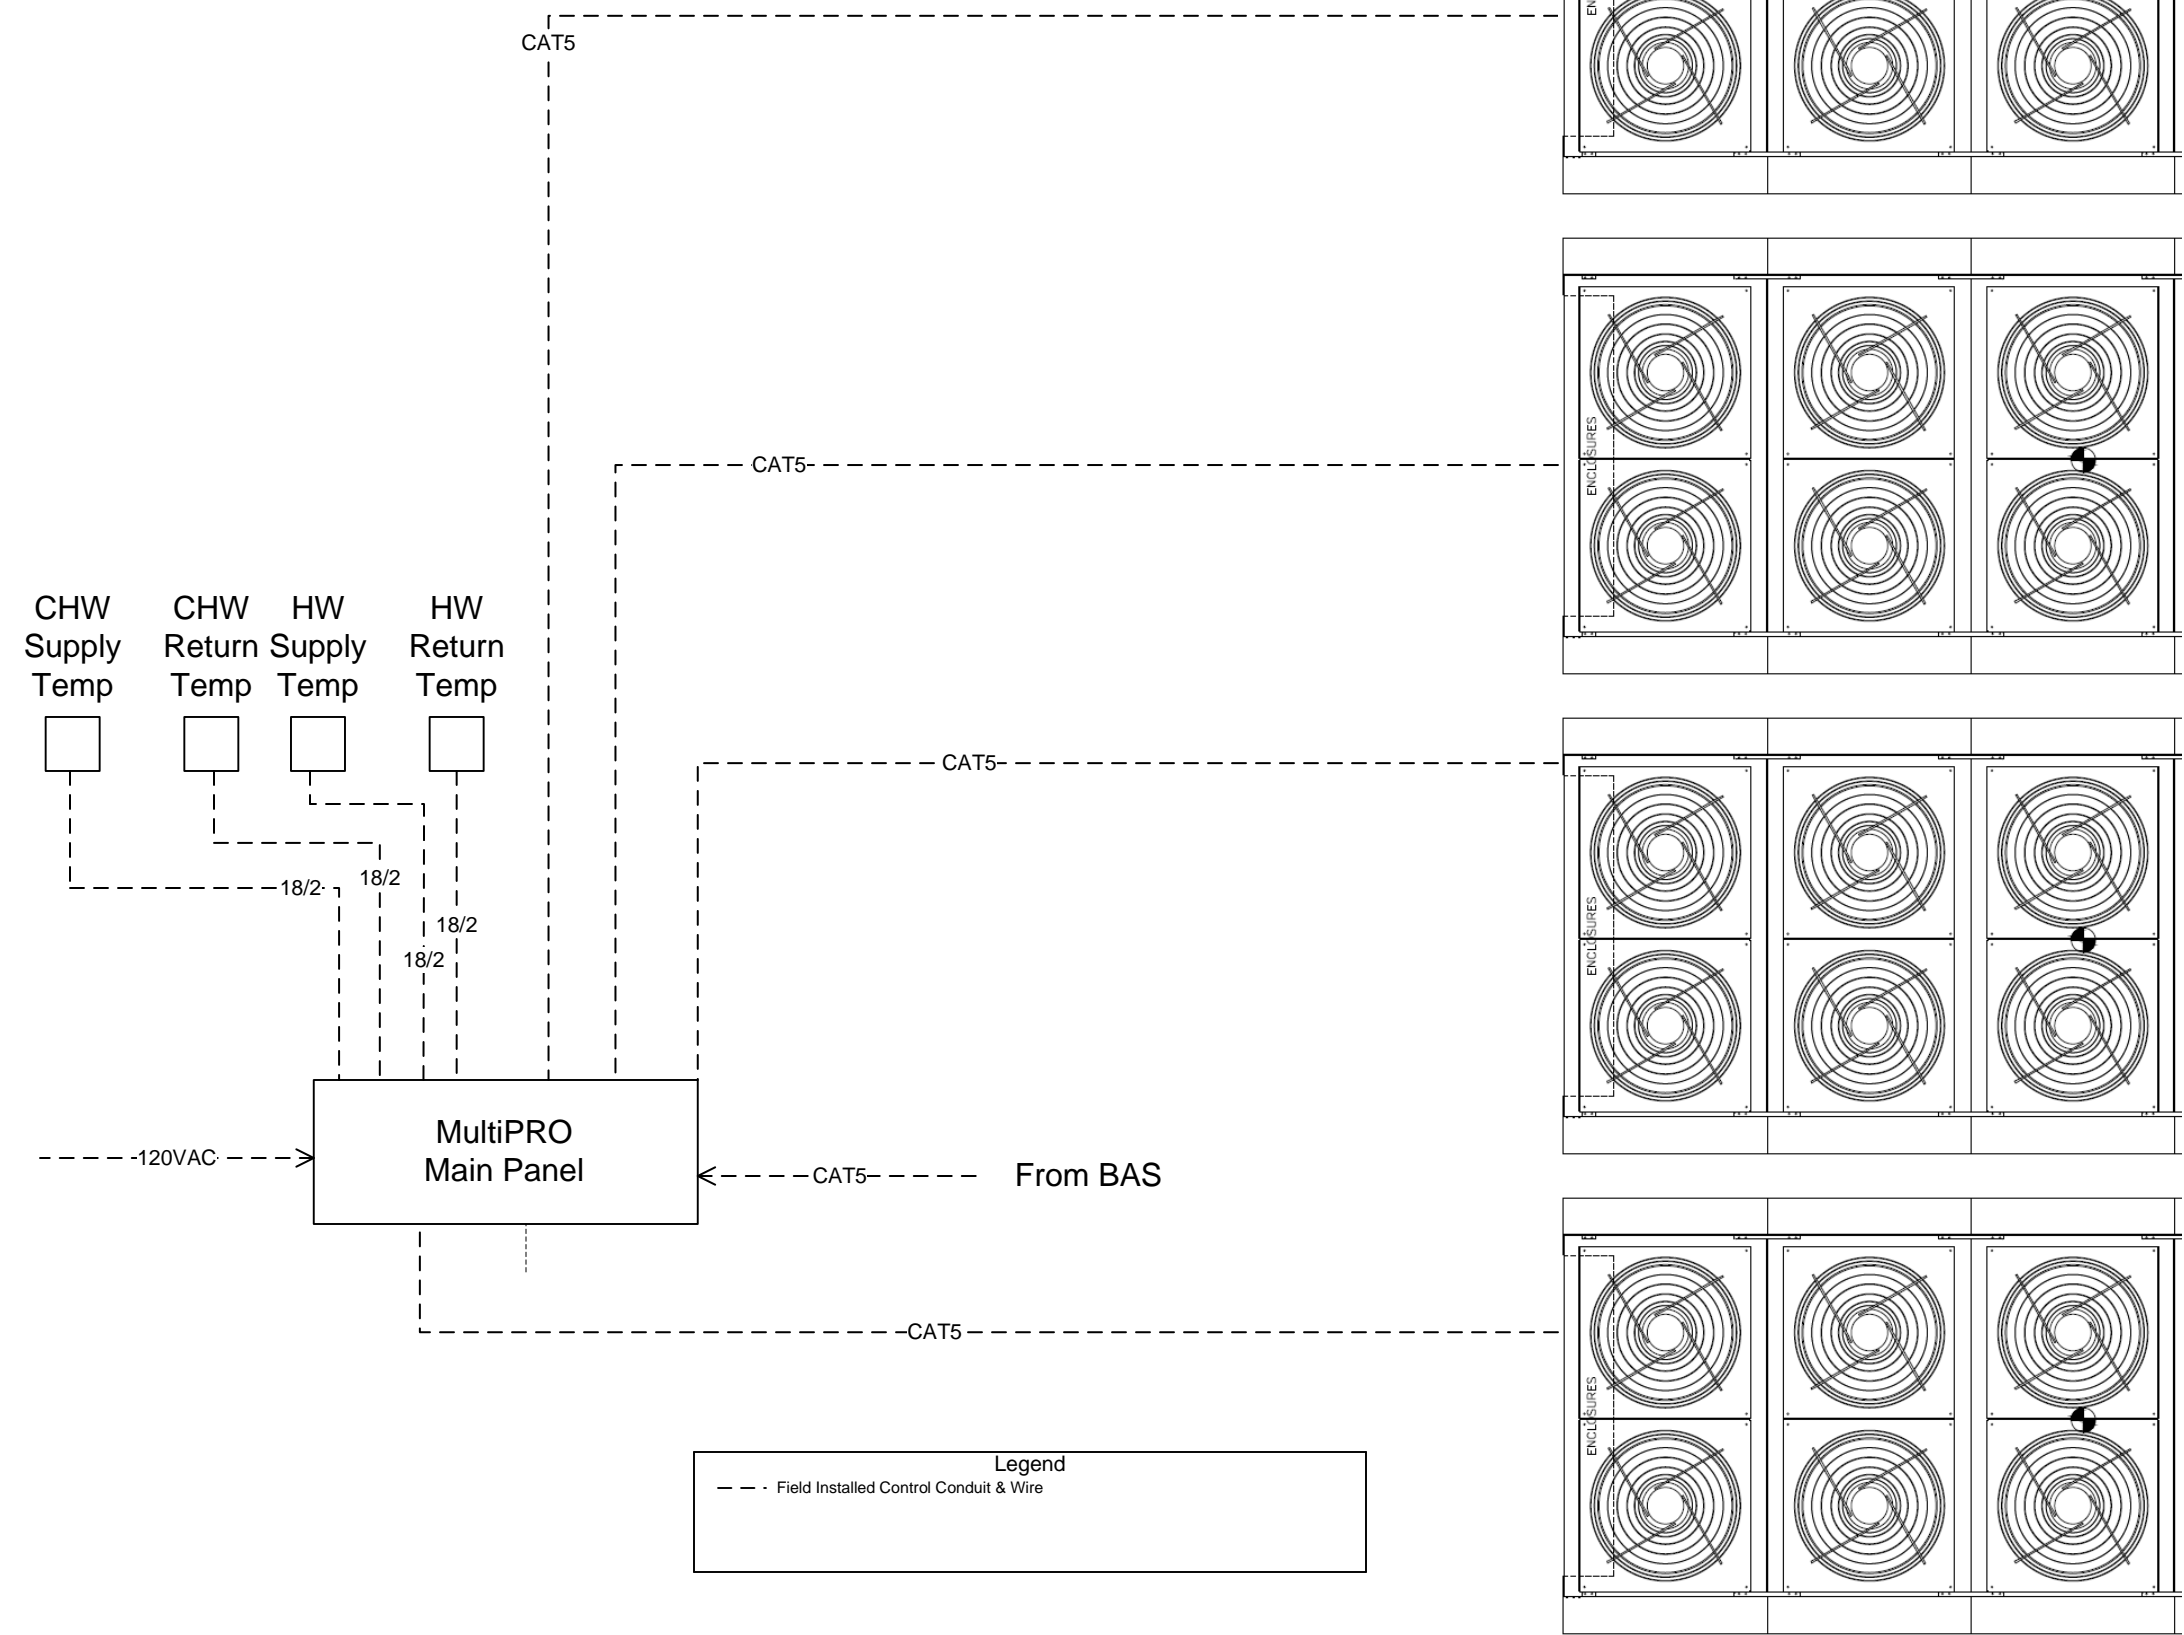 EN
CAT5
CAT5
ENCLOSURES
CHW
Supply
Temp
CHW
Return
Temp
HW
Supply
Temp
HW
Return
Temp
CAT5
18/2
18/2
18/2
18/2
ENCLOSURES
MultiPRO
Main Panel
120VAC
CAT5
From BAS
CAT5
ENCLOSURES
Legend
Field Installed Control Conduit & Wire